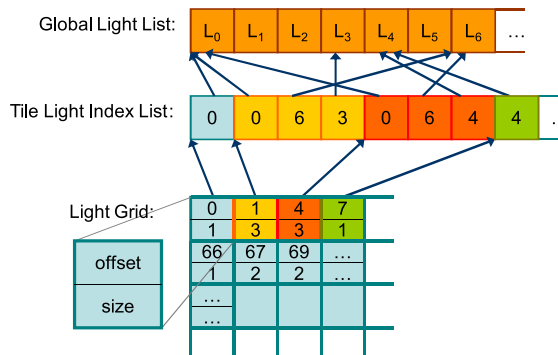 Global Light List: L0 L1 L2 L3 L4 L5 L6 …
Tile Light Index List: 0 0 6 3 0 6 4 4 ..
Light Grid: 0 1 4 7
1 3 3 1
66 67 69 …
1 2 2 …
…
…
offset
size